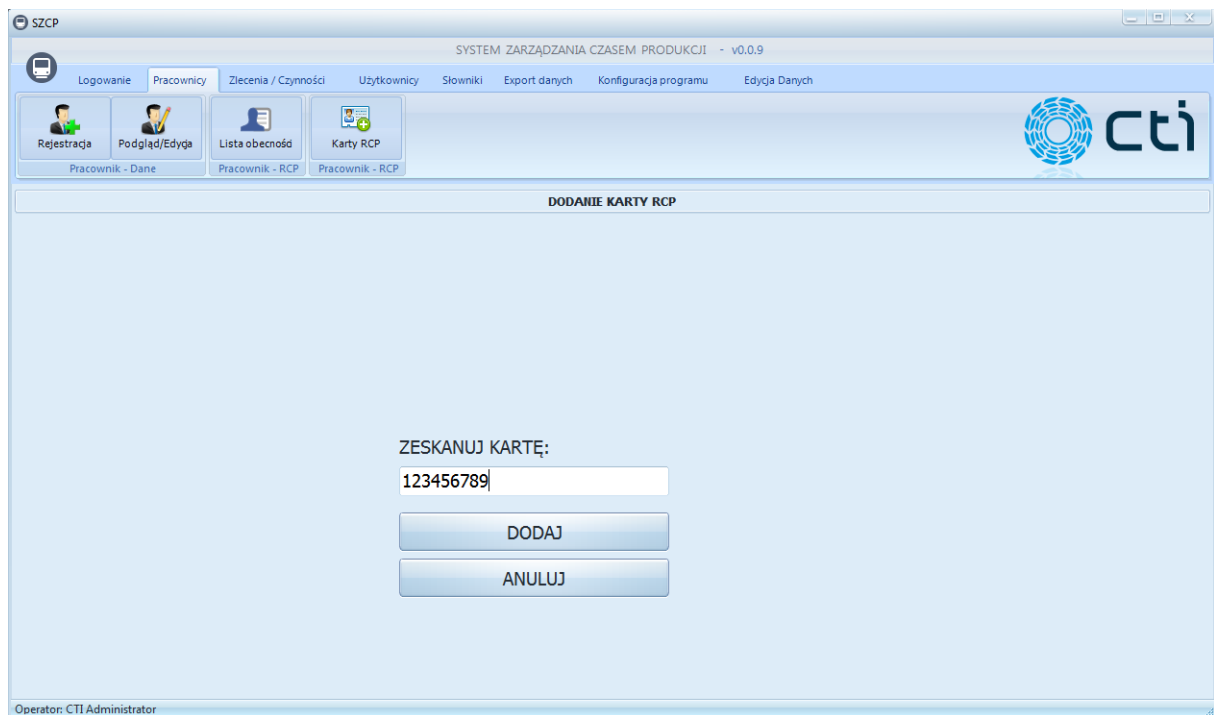 SZCP
SYSTEM ZARZĄDZANIA CZASEM PRODUKCJI - v0.0.9
Logowanie Pracownicy Zlecenia / Czynności Użytkownicy Słowniki Export danych Konfiguracja programu Edycja Danych
Rejestracja Podgląd/Edycja Lista obecności Karty RCP
Pracownik - Dane Pracownik - RCP Pracownik - RCP
cti
DODANIE KARTY RCP
ZESKANUJ KARTĘ:
123456789
DODAJ
ANULUJ
Operator: CTI Administrator